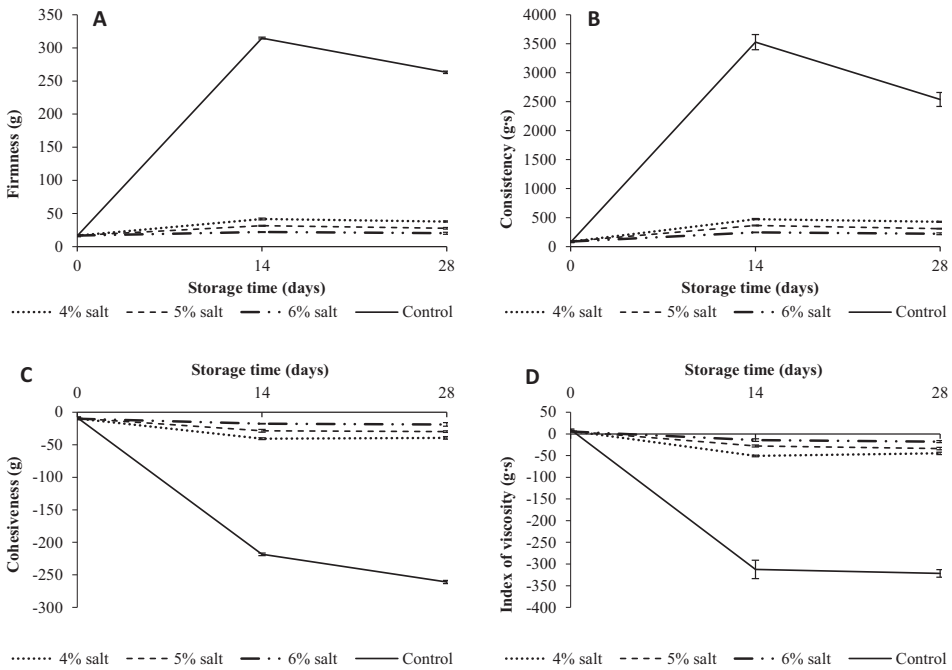 A
350
300
250
200
150
100
50
0
Firmness (g)
0 14 28
Storage time (days)
4% salt 5% salt 6% salt Control
B
4000
3500
3000
2500
2000
1500
1000
500
0
Consistency (g·s)
0 14 28
Storage time (days)
4% salt 5% salt 6% salt Control
C
Storage time (days)
0 14 28
0
-50
-100
-150
-200
-250
-300
Cohesiveness (g)
4% salt 5% salt 6% salt Control
D
Storage time (days)
0 14 28
50
0
-50
-100
-150
-200
-250
-300
-350
-400
Index of viscosity (g·s)
4% salt 5% salt 6% salt Control